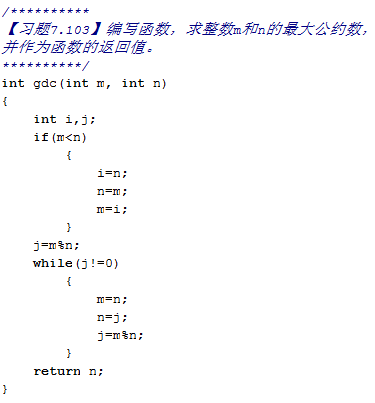 /**********
【习题7.103】编写函数，求整数m和n的最大公约数，
并作为函数的返回值。
**********/
int gdc(int m, int n)
{
    int i,j;
    if(m<n)
        {
            i=n;
            n=m;
            m=i;
        }
    j=m%n;
    while(j!=0)
        {
            m=n;
            n=j;
            j=m%n;
        }
    return n;
}